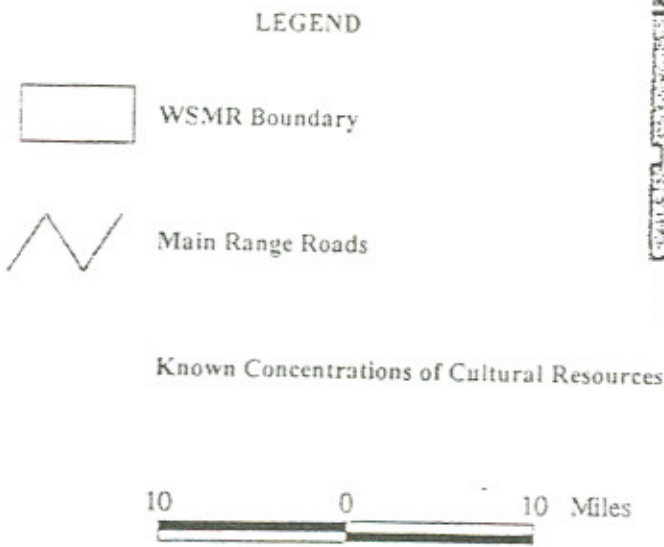 LEGEND
WSMR Boundary
Main Range Roads
Known Concentrations of Cultural Resources
10 0 10 Miles